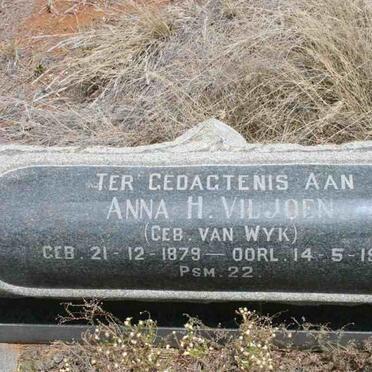 TER GEDAGTENIS AAN
ANNA H. VILJOEN
(GEB. VAN WYK)
GEB. 21-12-1879 — OORL. 14-5-19
PSM. 22.